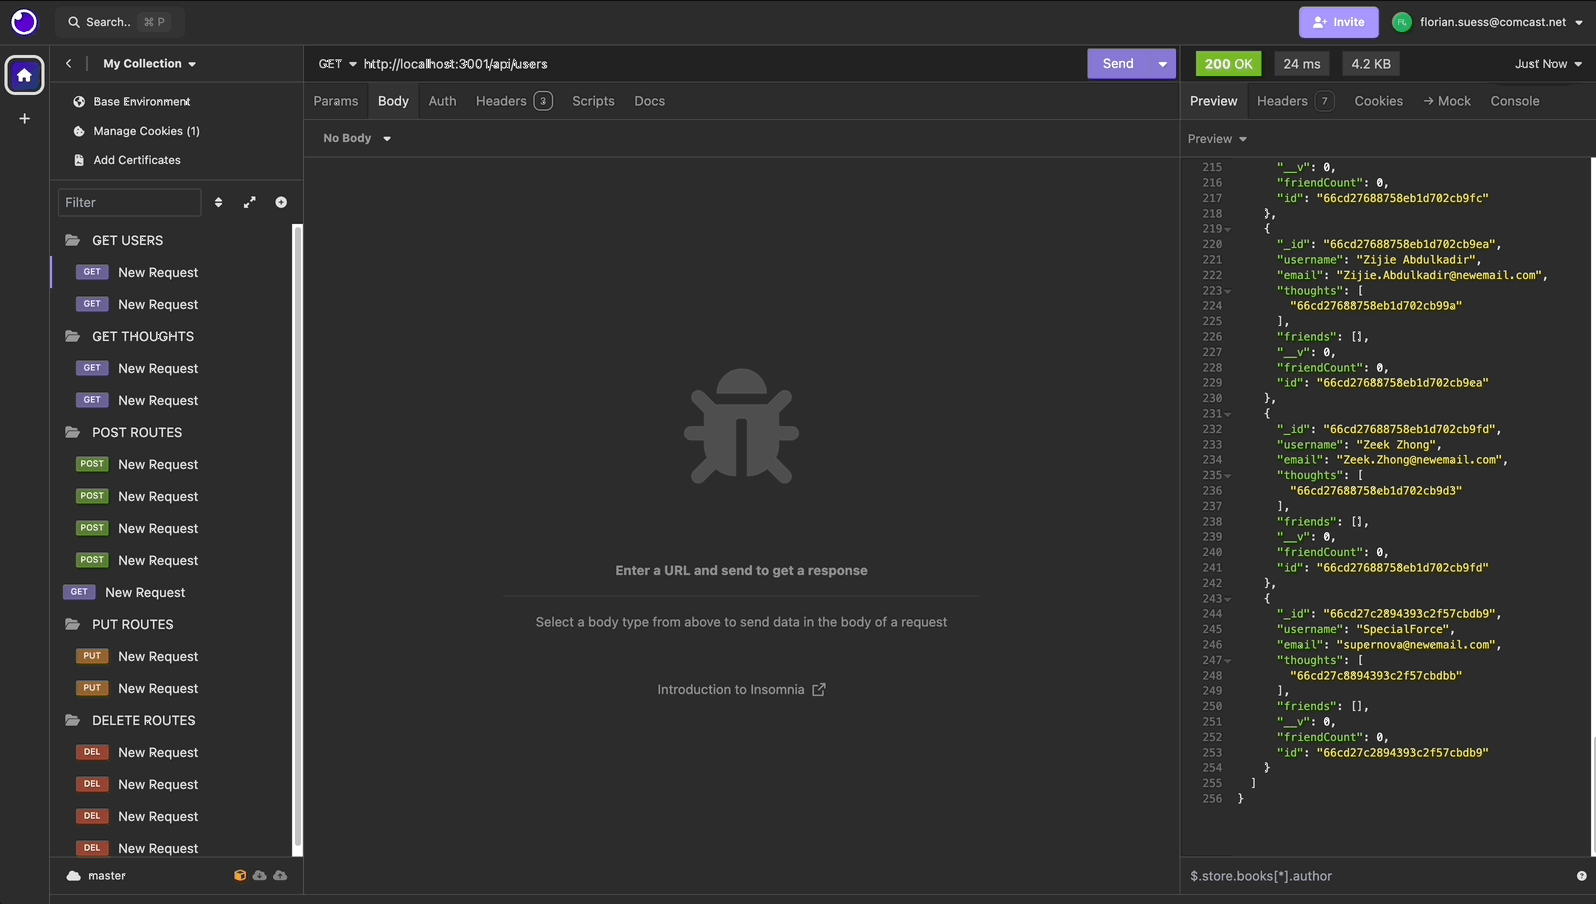 Search.. ⌘ P
Invite
FL florian.suess@comcast.net
My Collection
Base Environment
Manage Cookies (1)
Add Certificates
Filter
GET USERS
GET New Request
GET New Request
GET THOUGHTS
GET New Request
GET New Request
POST ROUTES
POST New Request
POST New Request
POST New Request
POST New Request
GET New Request
PUT ROUTES
PUT New Request
PUT New Request
DELETE ROUTES
DEL New Request
DEL New Request
DEL New Request
DEL New Request
master
GET http://localhost:3001/api/users
Send
Params Body Auth Headers 3 Scripts Docs
No Body
Enter a URL and send to get a response
Select a body type from above to send data in the body of a request
Introduction to Insomnia
200 OK 24 ms 4.2 KB Just Now
Preview Headers 7 Cookies → Mock Console
Preview
215 "__v": 0,
216 "friendCount": 0,
217 "id": "66cd27688758eb1d702cb9fc"
218 },
219 {
220 "_id": "66cd27688758eb1d702cb9ea",
221 "username": "Zijie Abdulkadir",
222 "email": "Zijie.Abdulkadir@newemail.com",
223 "thoughts": [
224 "66cd27688758eb1d702cb99a"
225 ],
226 "friends": [],
227 "__v": 0,
228 "friendCount": 0,
229 "id": "66cd27688758eb1d702cb9ea"
230 },
231 {
232 "_id": "66cd27688758eb1d702cb9fd",
233 "username": "Zeek Zhong",
234 "email": "Zeek.Zhong@newemail.com",
235 "thoughts": [
236 "66cd27688758eb1d702cb9d3"
237 ],
238 "friends": [],
239 "__v": 0,
240 "friendCount": 0,
241 "id": "66cd27688758eb1d702cb9fd"
242 },
243 {
244 "_id": "66cd27c2894393c2f57cbdb9",
245 "username": "SpecialForce",
246 "email": "supernova@newemail.com",
247 "thoughts": [
248 "66cd27c8894393c2f57cbdbb"
249 ],
250 "friends": [],
251 "__v": 0,
252 "friendCount": 0,
253 "id": "66cd27c2894393c2f57cbdb9"
254 }
255 ]
256 }
$.store.books[*].author